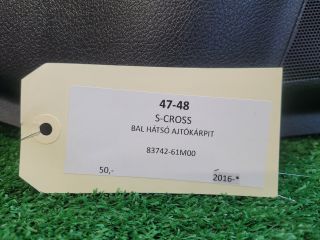 47-48
S-CROSS
BAL HÁTSÓ AJTÓKÁRPIT
83742-61M00
50,- 2016-*